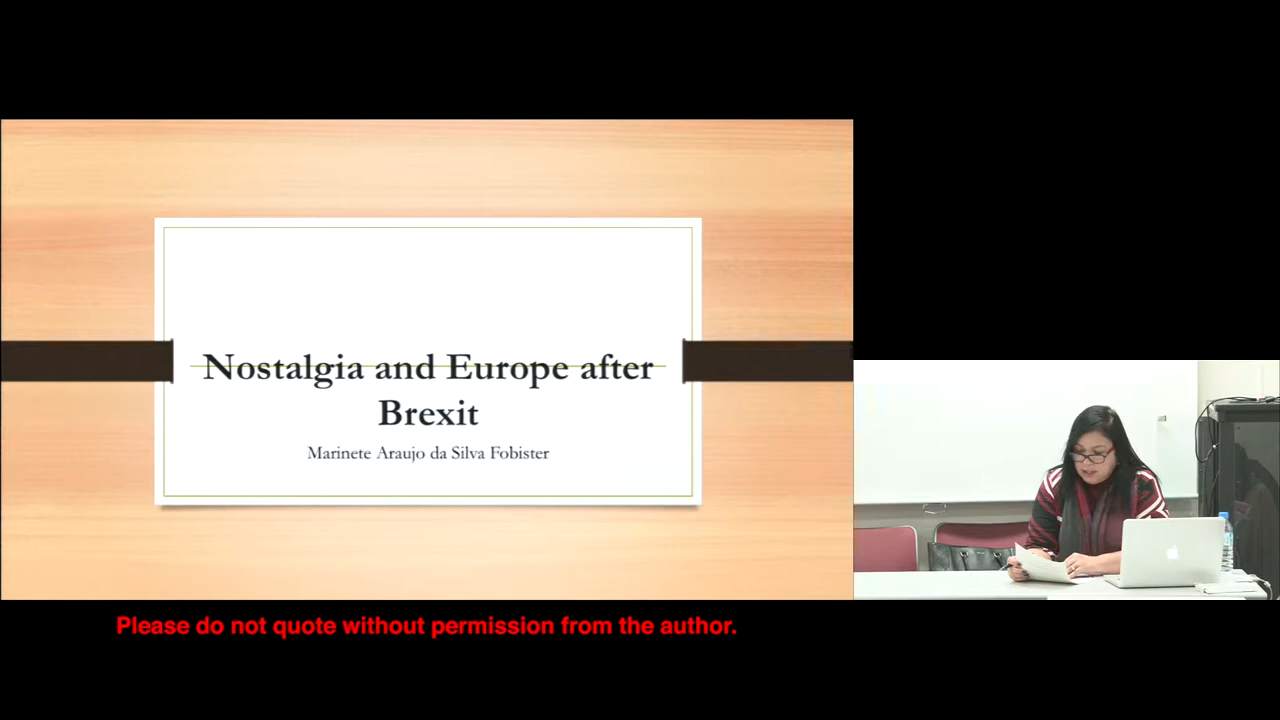 Nostalgia and Europe after
Brexit
Marinete Araujo da Silva Fobister
Please do not quote without permission from the author.